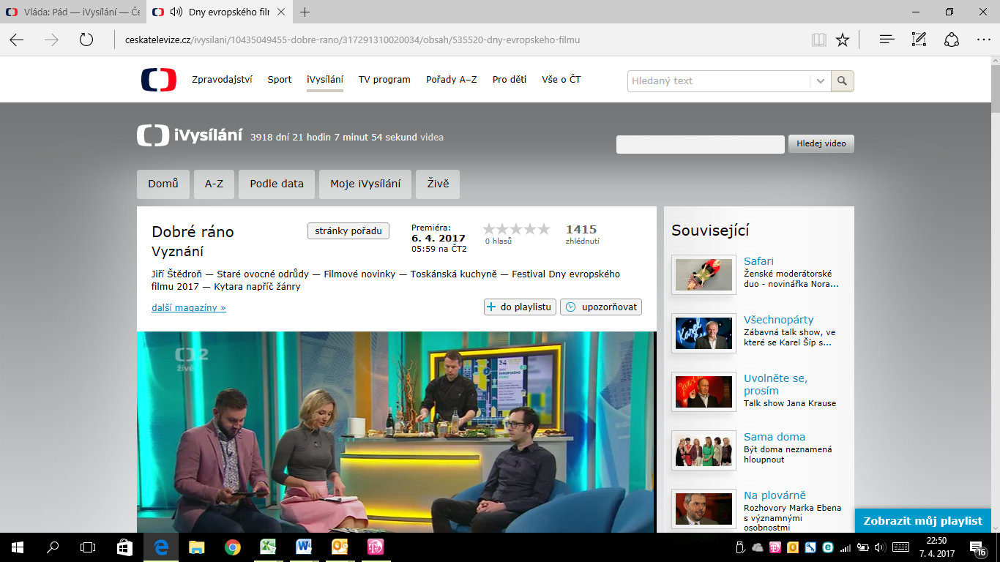 Vláda: Pád — iVysílání — Če
Dny evropského filr
ceskatelevize.cz/ivysilani/10435049455-dobre-rano/317291310020034/obsah/535520-dny-evropskeho-filmu
Zpravodajství Sport iVysílání TV program Pořady A–Z Pro děti Vše o ČT
Hledaný text
iVysílání 3918 dní 21 hodin 7 minut 54 sekund videa
Hledej video
Domů A-Z Podle data Moje iVysílání Živě
Dobré ráno
Vyznání
stránky pořadu
Premiéra:
6. 4. 2017
05:59 na ČT2
0 hlasů
1415
zhlédnutí
Jiří Štědroň — Staré ovocné odrůdy — Filmové novinky — Toskánská kuchyně — Festival Dny evropského
filmu 2017 — Kytara napříč žánry
další magazíny »
do playlistu
upozorňovat
2
živě
DNY
EVROPSKÉHO
FILMU
Související
Safari
Ženské moderátorské
duo - novinářka Nora...
Všechnopárty
Zábavná talk show, ve
které se Karel Šíp s...
Uvolněte se,
prosím
Talk show Jana Krause
Sama doma
Být doma neznamená
hloupnout
Na plovárně
Rozhovory Marka Ebena
s významnými
osobnostmi
Zobrazit můj playlist
22:50
7. 4. 2017
16